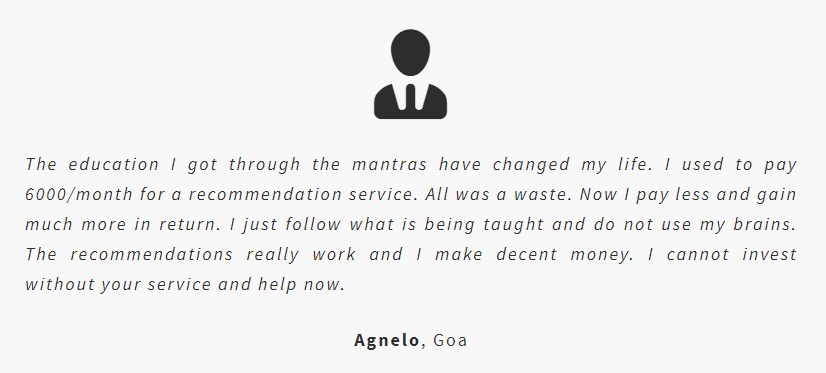 The education I got through the mantras have changed my life. I used to pay
6000/month for a recommendation service. All was a waste. Now I pay less and gain
much more in return. I just follow what is being taught and do not use my brains.
The recommendations really work and I make decent money. I cannot invest
without your service and help now.
Agnelo, Goa